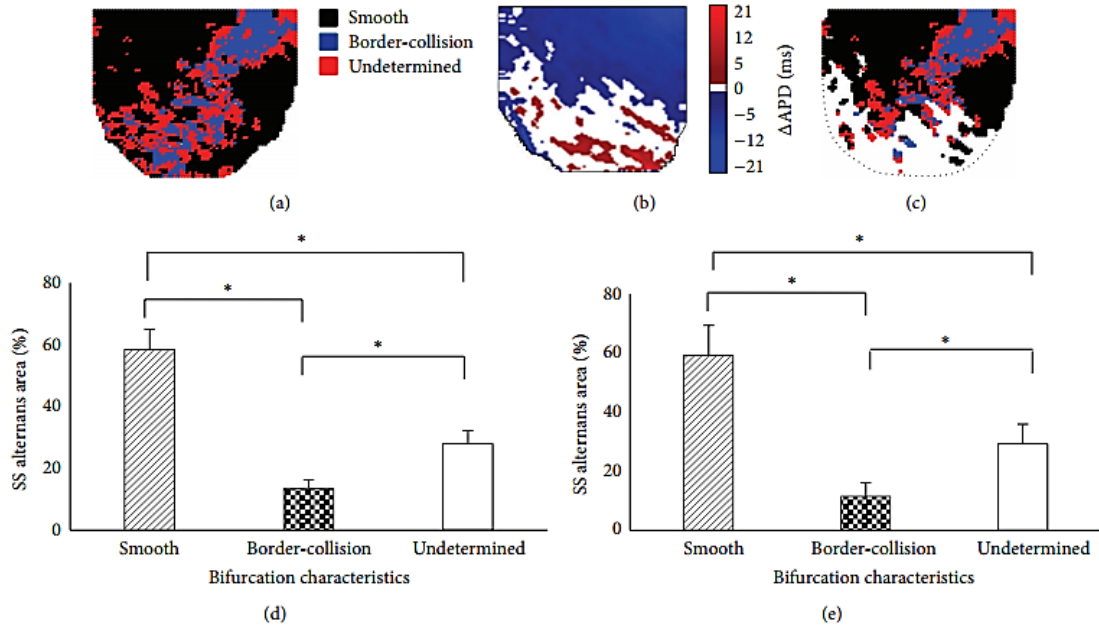 Smooth
Border-collision
Undetermined
(a)
(b)
21
12
5
0
−5
−12
−21
ΔAPD (ms)
(c)
*
*
*
80
60
40
20
0
SS alternans area (%)
Smooth
Border-collision
Undetermined
Bifurcation characteristics
(d)
*
*
*
80
60
40
20
0
SS alternans area (%)
Smooth
Border-collision
Undetermined
Bifurcation characteristics
(e)